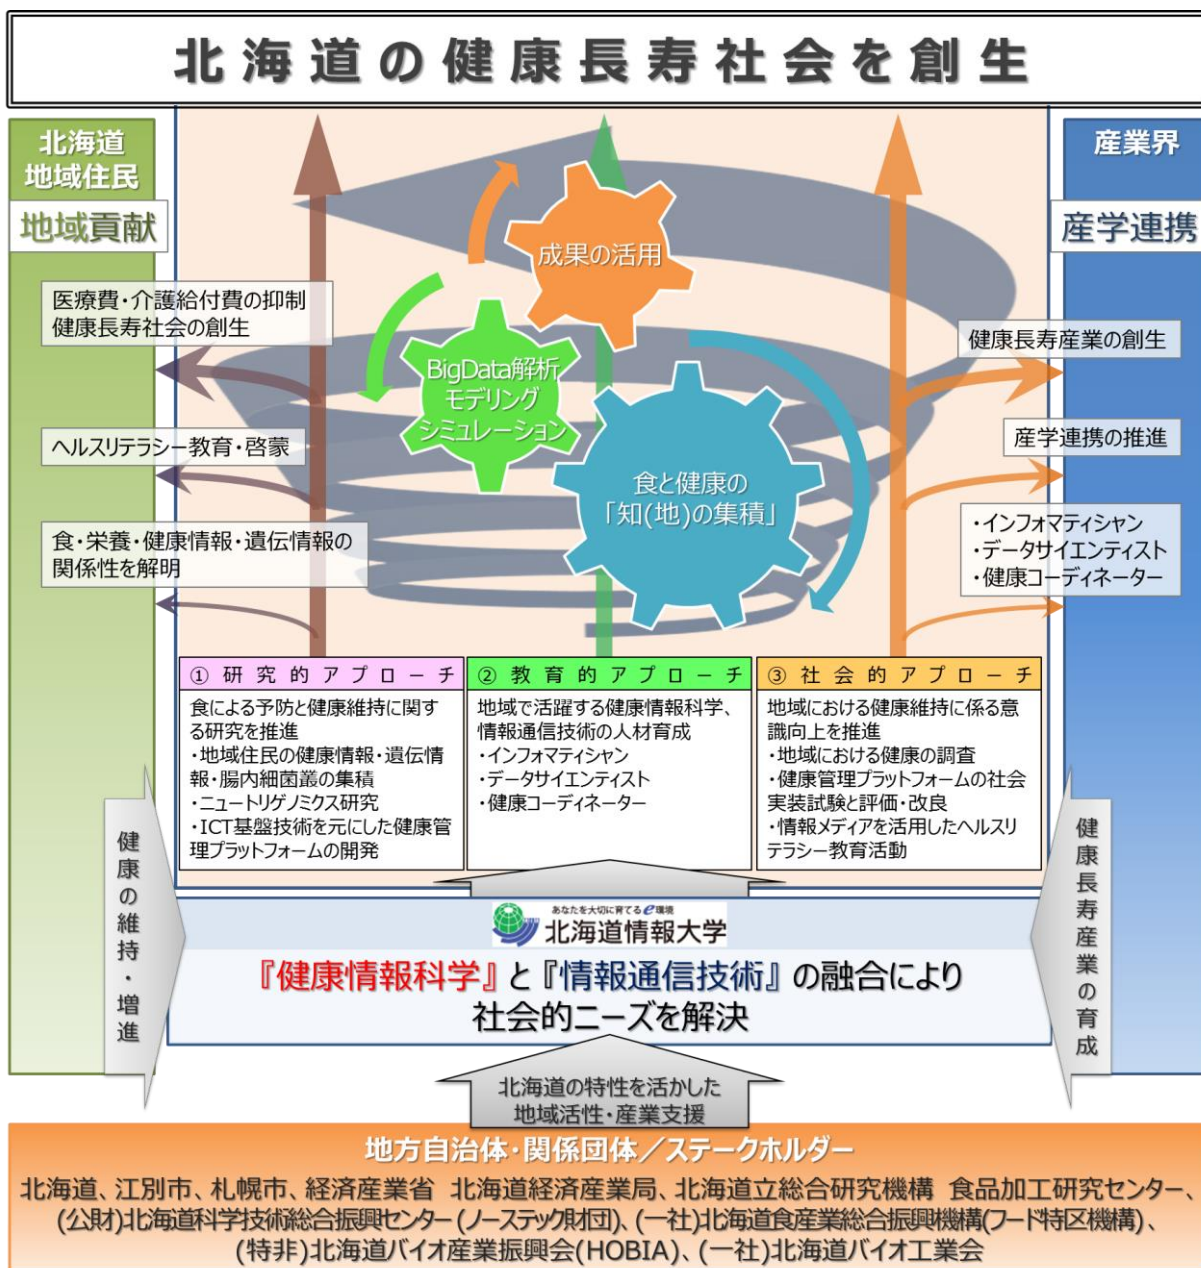 北海道の健康長寿社会を創生
北海道
地域住民
地域貢献
産業界
産学連携
成果の活用
BigData解析
モデリング
シミュレーション
食と健康の
「知(地)の集積」
医療費・介護給付費の抑制
健康長寿社会の創生
ヘルスリテラシー教育・啓蒙
食・栄養・健康情報・遺伝情報の
関係性を解明
健康長寿産業の創生
産学連携の推進
・インフォマティシャン
・データサイエンティスト
・健康コーディネーター
①研究的アプローチ
食による予防と健康維持に関す
る研究を推進
・地域住民の健康情報・遺伝情
報・腸内細菌叢の集積
・ニュートリゲノミクス研究
・ICT基盤技術を元にした健康管
理プラットフォームの開発
②教育的アプローチ
地域で活躍する健康情報科学、
情報通信技術の人材育成
・インフォマティシャン
・データサイエンティスト
・健康コーディネーター
③社会的アプローチ
地域における健康維持に係る意
識向上を推進
・地域における健康の調査
・健康管理プラットフォームの社会
実装試験と評価・改良
・情報メディアを活用したヘルスリ
テラシー教育活動
健康の維持・増進
健康長寿産業の育成
あなたを大切に育てるe環境
北海道情報大学
『健康情報科学』と『情報通信技術』の融合により
社会的ニーズを解決
北海道の特性を活かした
地域活性・産業支援
地方自治体・関係団体／ステークホルダー
北海道、江別市、札幌市、経済産業省 北海道経済産業局、北海道立総合研究機構 食品加工研究センター、
(公財)北海道科学技術総合振興センター(ノーステック財団)、(一社)北海道食産業総合振興機構(フード特区機構)、
(特非)北海道バイオ産業振興会(HOBIA)、(一社)北海道バイオ工業会